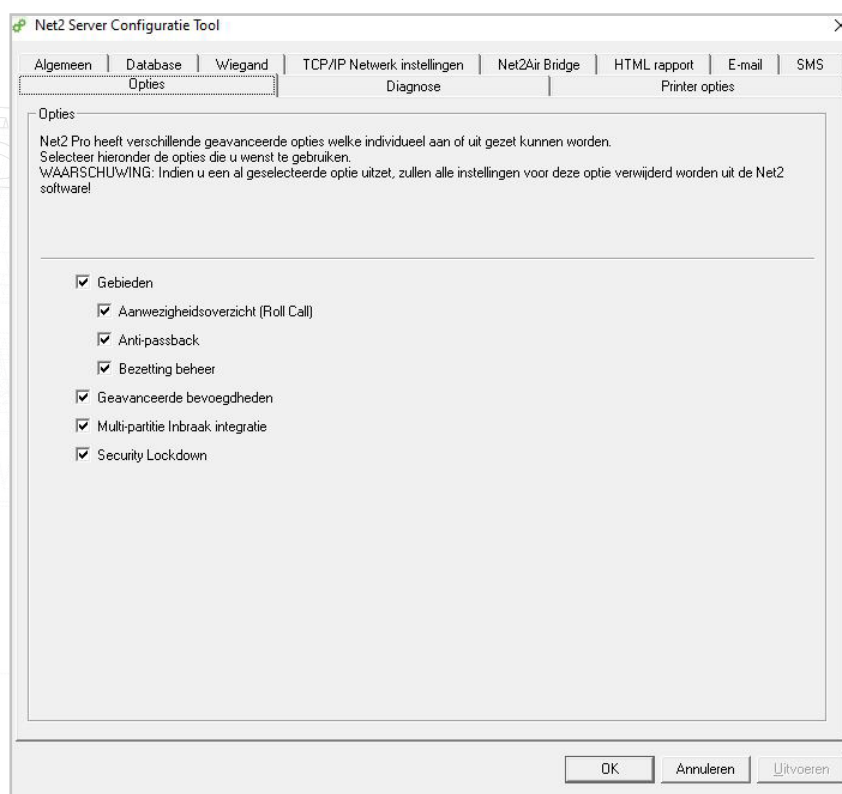 Net2 Server Configuratie Tool
Algemeen Database Wiegand TCP/IP Netwerk instellingen Net2Air Bridge HTML rapport E-mail SMS
Opties Diagnose Printer opties
Opties
Net2 Pro heeft verschillende geavanceerde opties welke individueel aan of uit gezet kunnen worden.
Selecteer hieronder de opties die u wenst te gebruiken.
WAARSCHUWING: Indien u een al geselecteerde optie uitzet, zullen alle instellingen voor deze optie verwijderd worden uit de Net2
software!
Gebieden
Aanwezigheidsoverzicht (Roll Call)
Anti-passback
Bezetting beheer
Geavanceerde bevoegdheden
Multi-partitie Inbraak integratie
Security Lockdown
OK Annuleren Uitvoeren